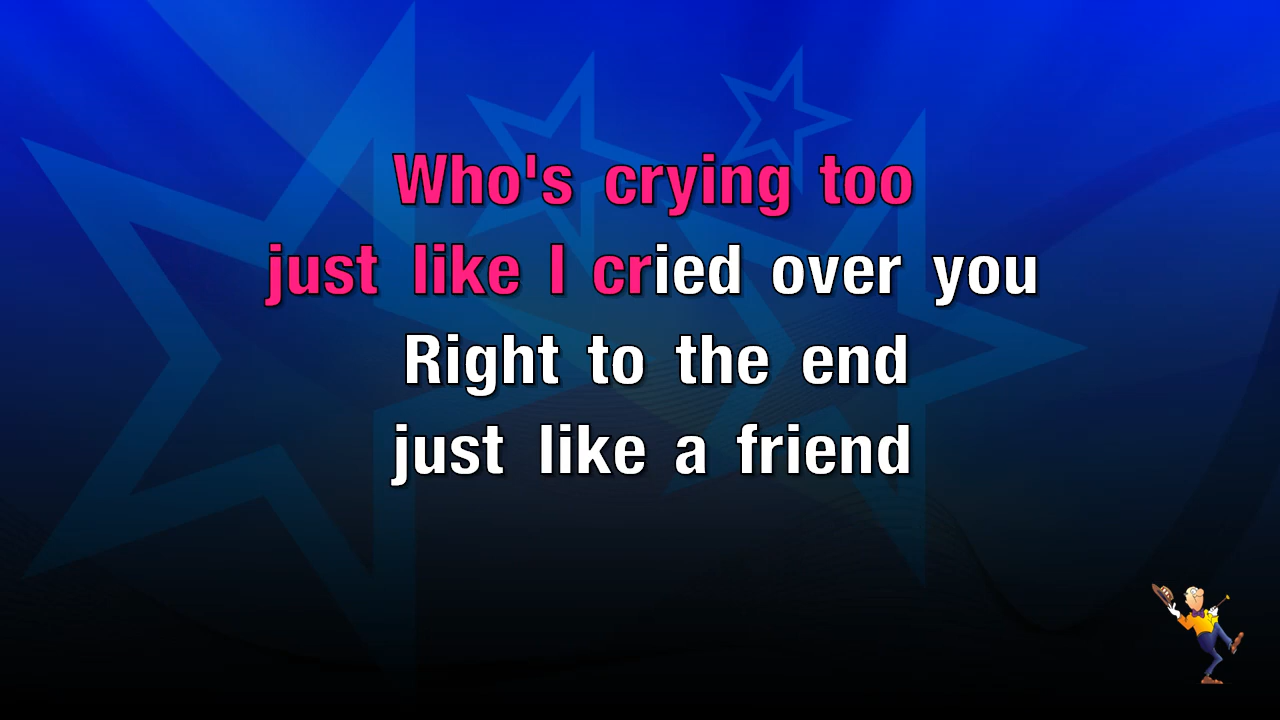 Who's crying too
just like I cried over you
Right to the end
just like a friend